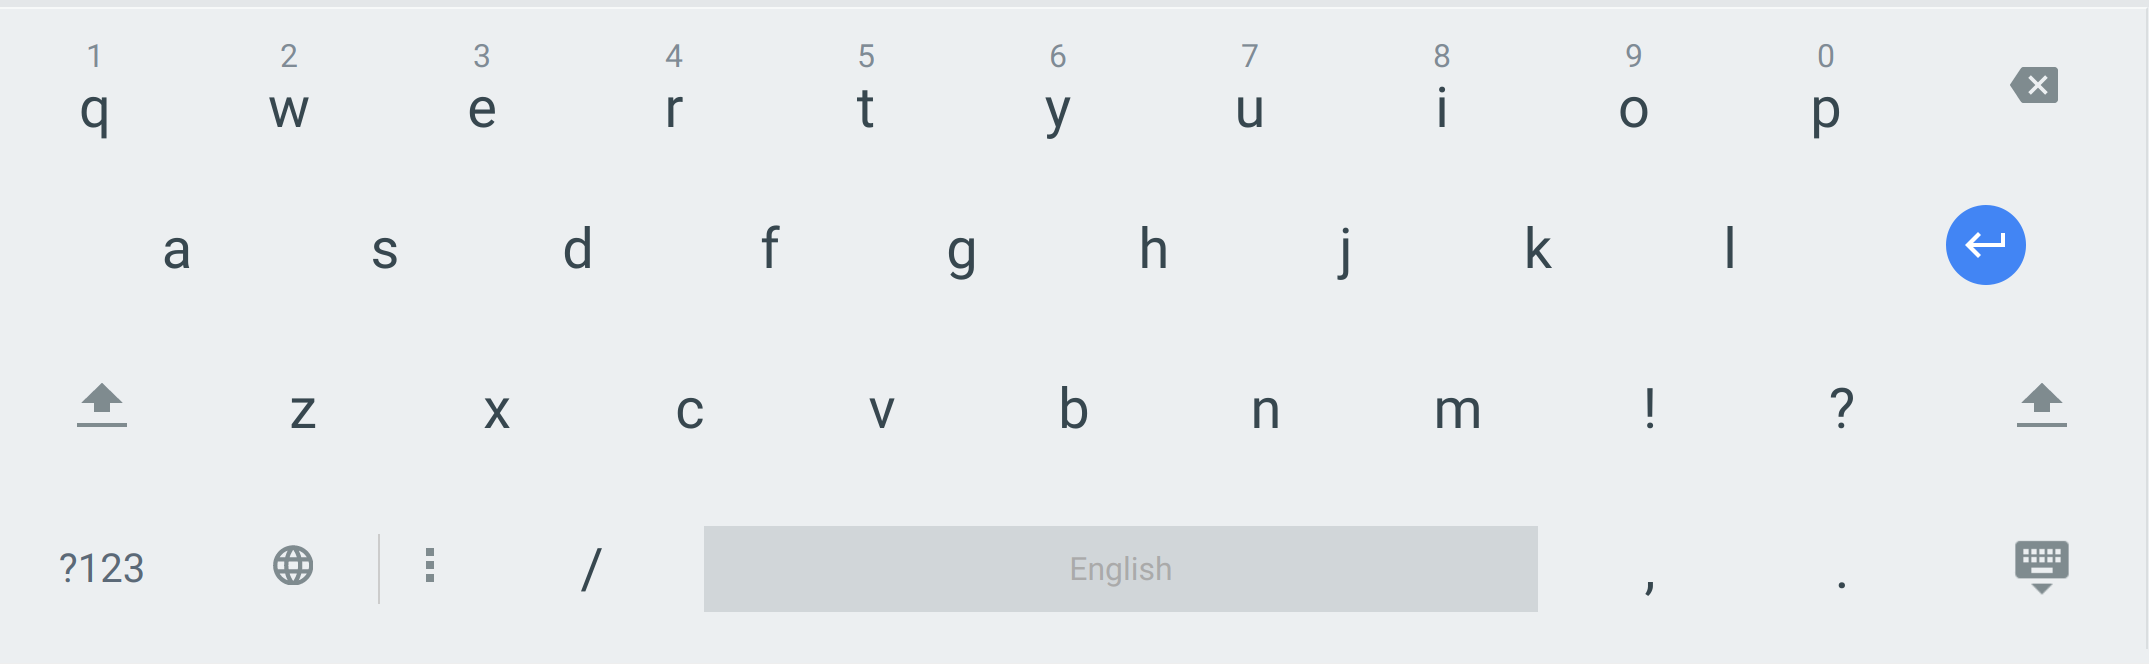 1 2 3 4 5 6 7 8 9 0
q w e r t y u i o p
a s d f g h j k l
z x c v b n m ! ?
?123 / English , .